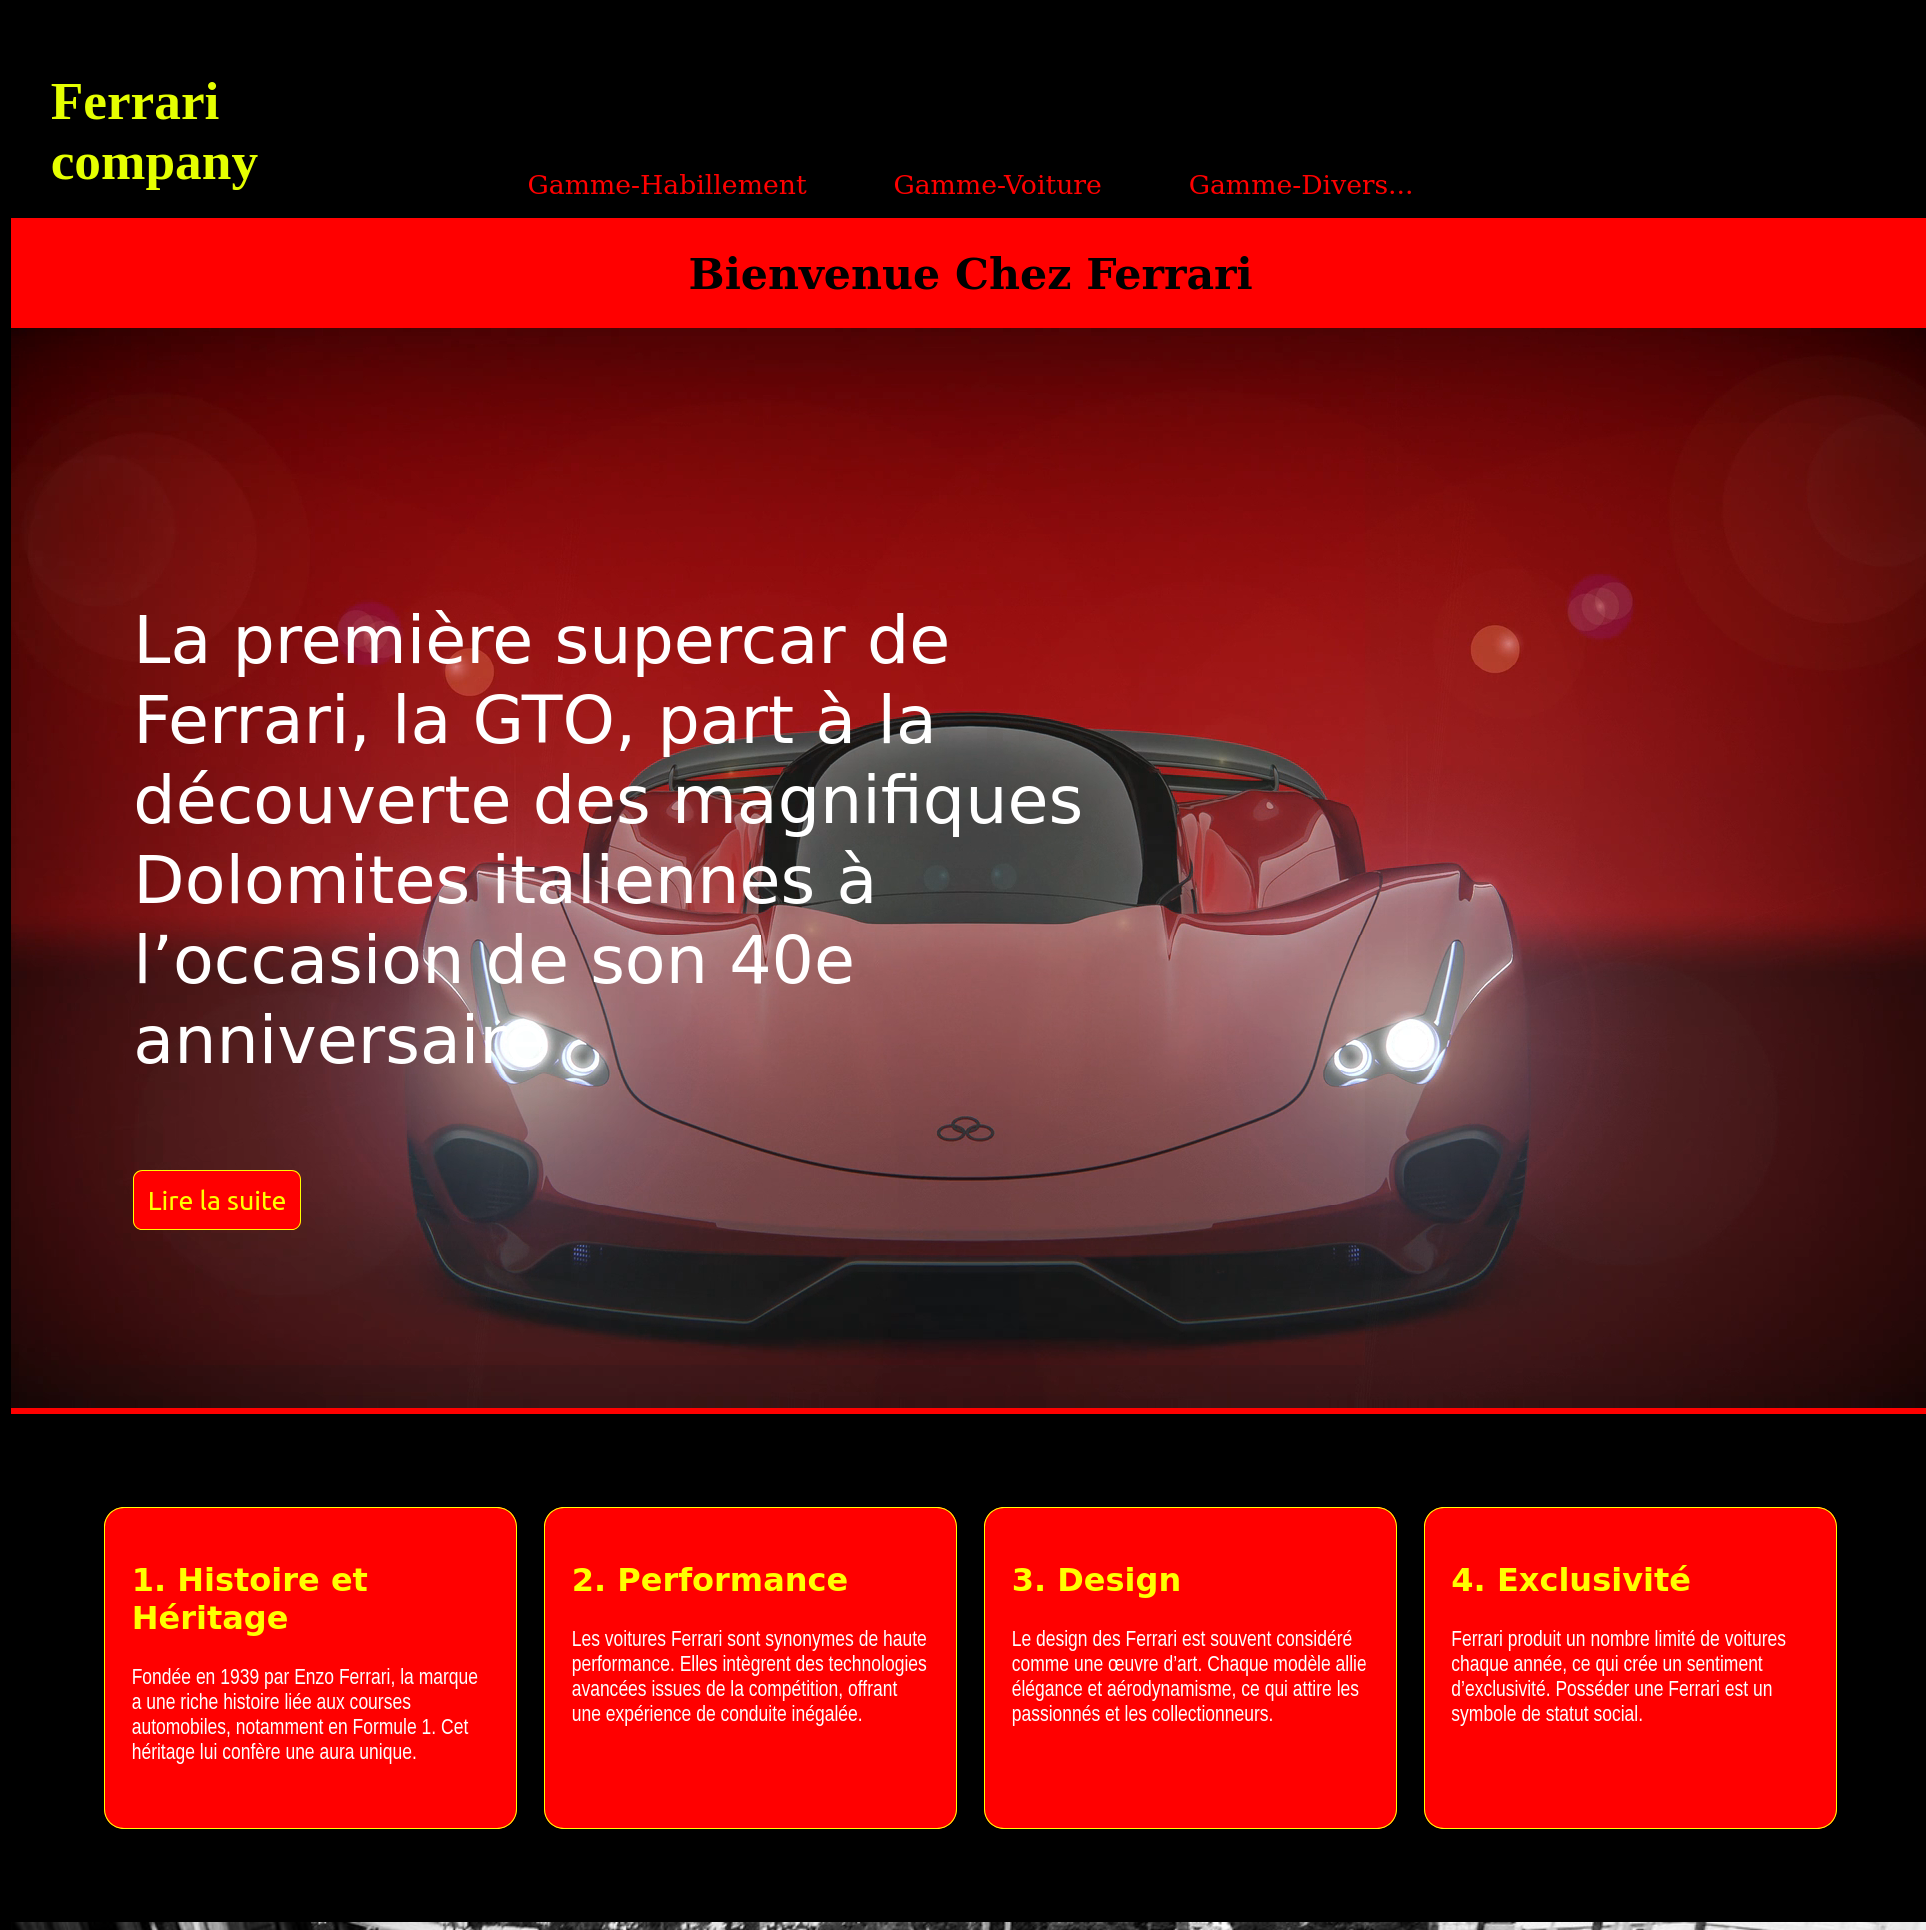 Ferrari
company
Gamme-Habillement Gamme-Voiture Gamme-Divers...
Bienvenue Chez Ferrari
La première supercar de
Ferrari, la GTO, part à la
découverte des magnifiques
Dolomites italiennes à
l’occasion de son 40e
anniversaire
Lire la suite
1. Histoire et
Héritage
Fondée en 1939 par Enzo Ferrari, la marque
a une riche histoire liée aux courses
automobiles, notamment en Formule 1. Cet
héritage lui confère une aura unique.
2. Performance
Les voitures Ferrari sont synonymes de haute
performance. Elles intègrent des technologies
avancées issues de la compétition, offrant
une expérience de conduite inégalée.
3. Design
Le design des Ferrari est souvent considéré
comme une œuvre d’art. Chaque modèle allie
élégance et aérodynamisme, ce qui attire les
passionnés et les collectionneurs.
4. Exclusivité
Ferrari produit un nombre limité de voitures
chaque année, ce qui crée un sentiment
d’exclusivité. Posséder une Ferrari est un
symbole de statut social.